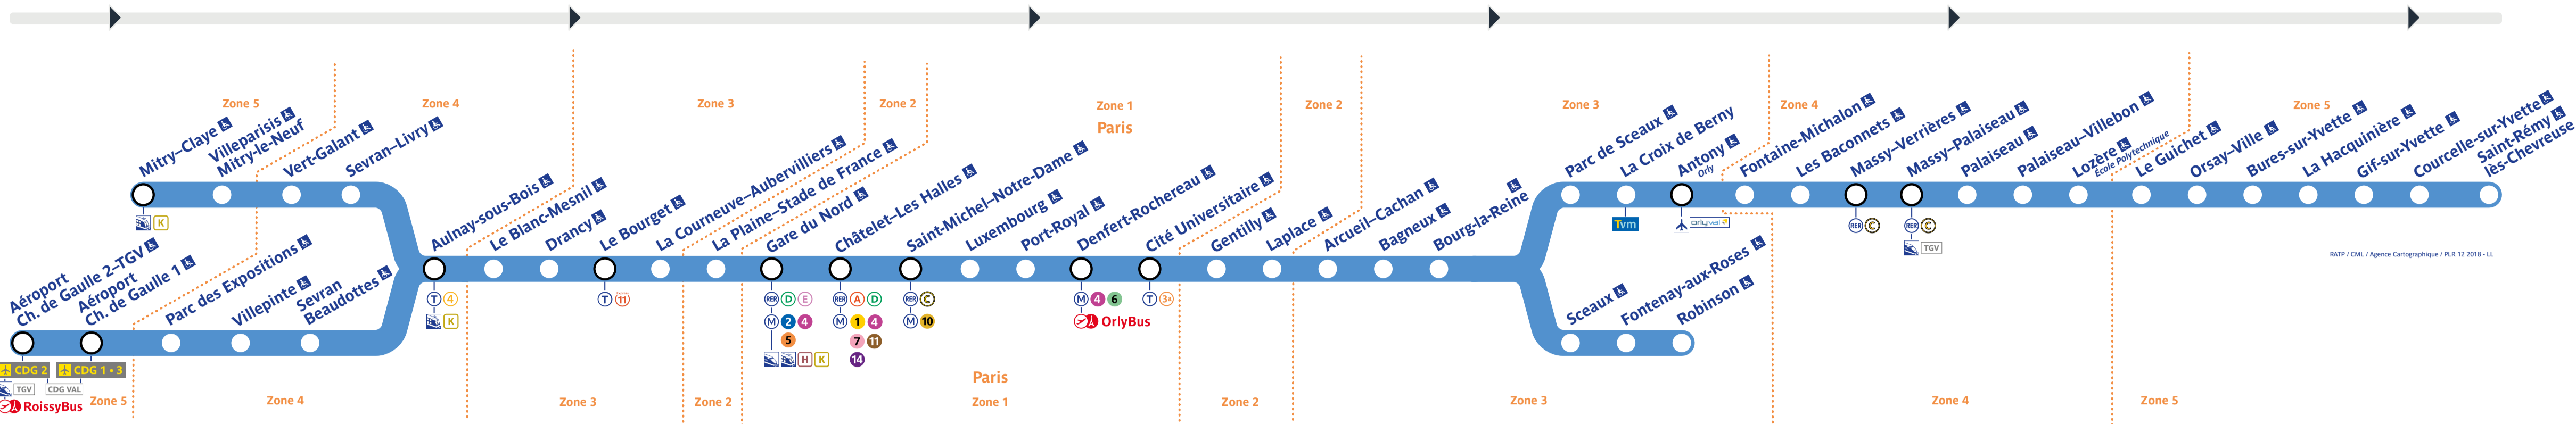 Zone 5
Zone 4
Zone 3
Zone 2
Zone 1
Paris
Zone 2
Zone 3
Zone 4
Zone 5
Mitry–Claye
Villeparisis
Mitry-le-Neuf
Vert-Galant
Sevran–Livry
K
Aéroport
Ch. de Gaulle 2–TGV
Aéroport
Ch. de Gaulle 1
Parc des Expositions
Villepinte
Sevran
Beaudottes
CDG 2
CDG 1 • 3
TGV
CDG VAL
RoissyBus
Aulnay-sous-Bois
T 4
K
Le Blanc-Mesnil
Drancy
Le Bourget
T Express 11
La Courneuve–Aubervilliers
La Plaine–Stade de France
Gare du Nord
RER D E
M 2 4
5
H K
Châtelet–Les Halles
RER A D
M 1 4
7 11
14
Saint-Michel–Notre-Dame
RER C
M 10
Luxembourg
Port-Royal
Denfert-Rochereau
M 4 6
OrlyBus
Cité Universitaire
T 3a
Gentilly
Laplace
Arcueil–Cachan
Bagneux
Bourg-la-Reine
Parc de Sceaux
La Croix de Berny
Tvm
Antony
Orly
orlyval
Fontaine-Michalon
Les Baconnets
Massy–Verrières
RER C
Massy–Palaiseau
RER C
TGV
Palaiseau
Palaiseau–Villebon
Lozère
École Polytechnique
Le Guichet
Orsay–Ville
Bures-sur-Yvette
La Hacquinière
Gif-sur-Yvette
Courcelle-sur-Yvette
Saint-Rémy
lès-Chevreuse
Sceaux
Fontenay-aux-Roses
Robinson
RATP / CML / Agence Cartographique / PLR 12 2018 - LL
Zone 5
Zone 4
Zone 3
Zone 2
Paris
Zone 1
Zone 2
Zone 3
Zone 4
Zone 5